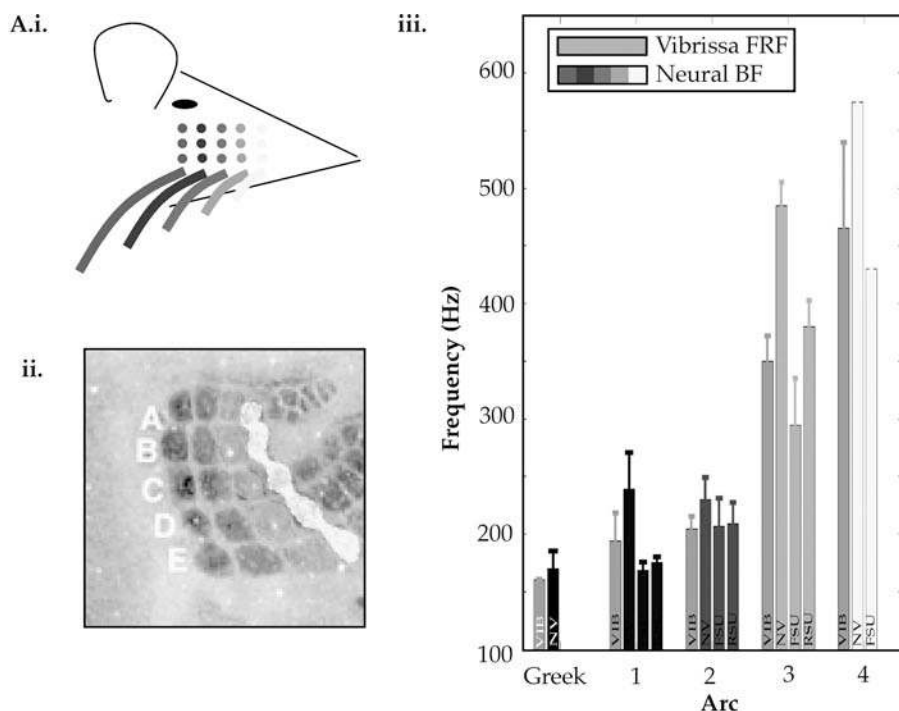 A.i.
ii.
A
B
C
D
E
iii.
Vibrissa FRF
Neural BF
Frequency (Hz)
600
500
400
300
200
100
VIB
NV
VIB
NV
FSU
RSU
VIB
NV
FSU
RSU
VIB
NV
FSU
Greek
1
2
3
4
Arc